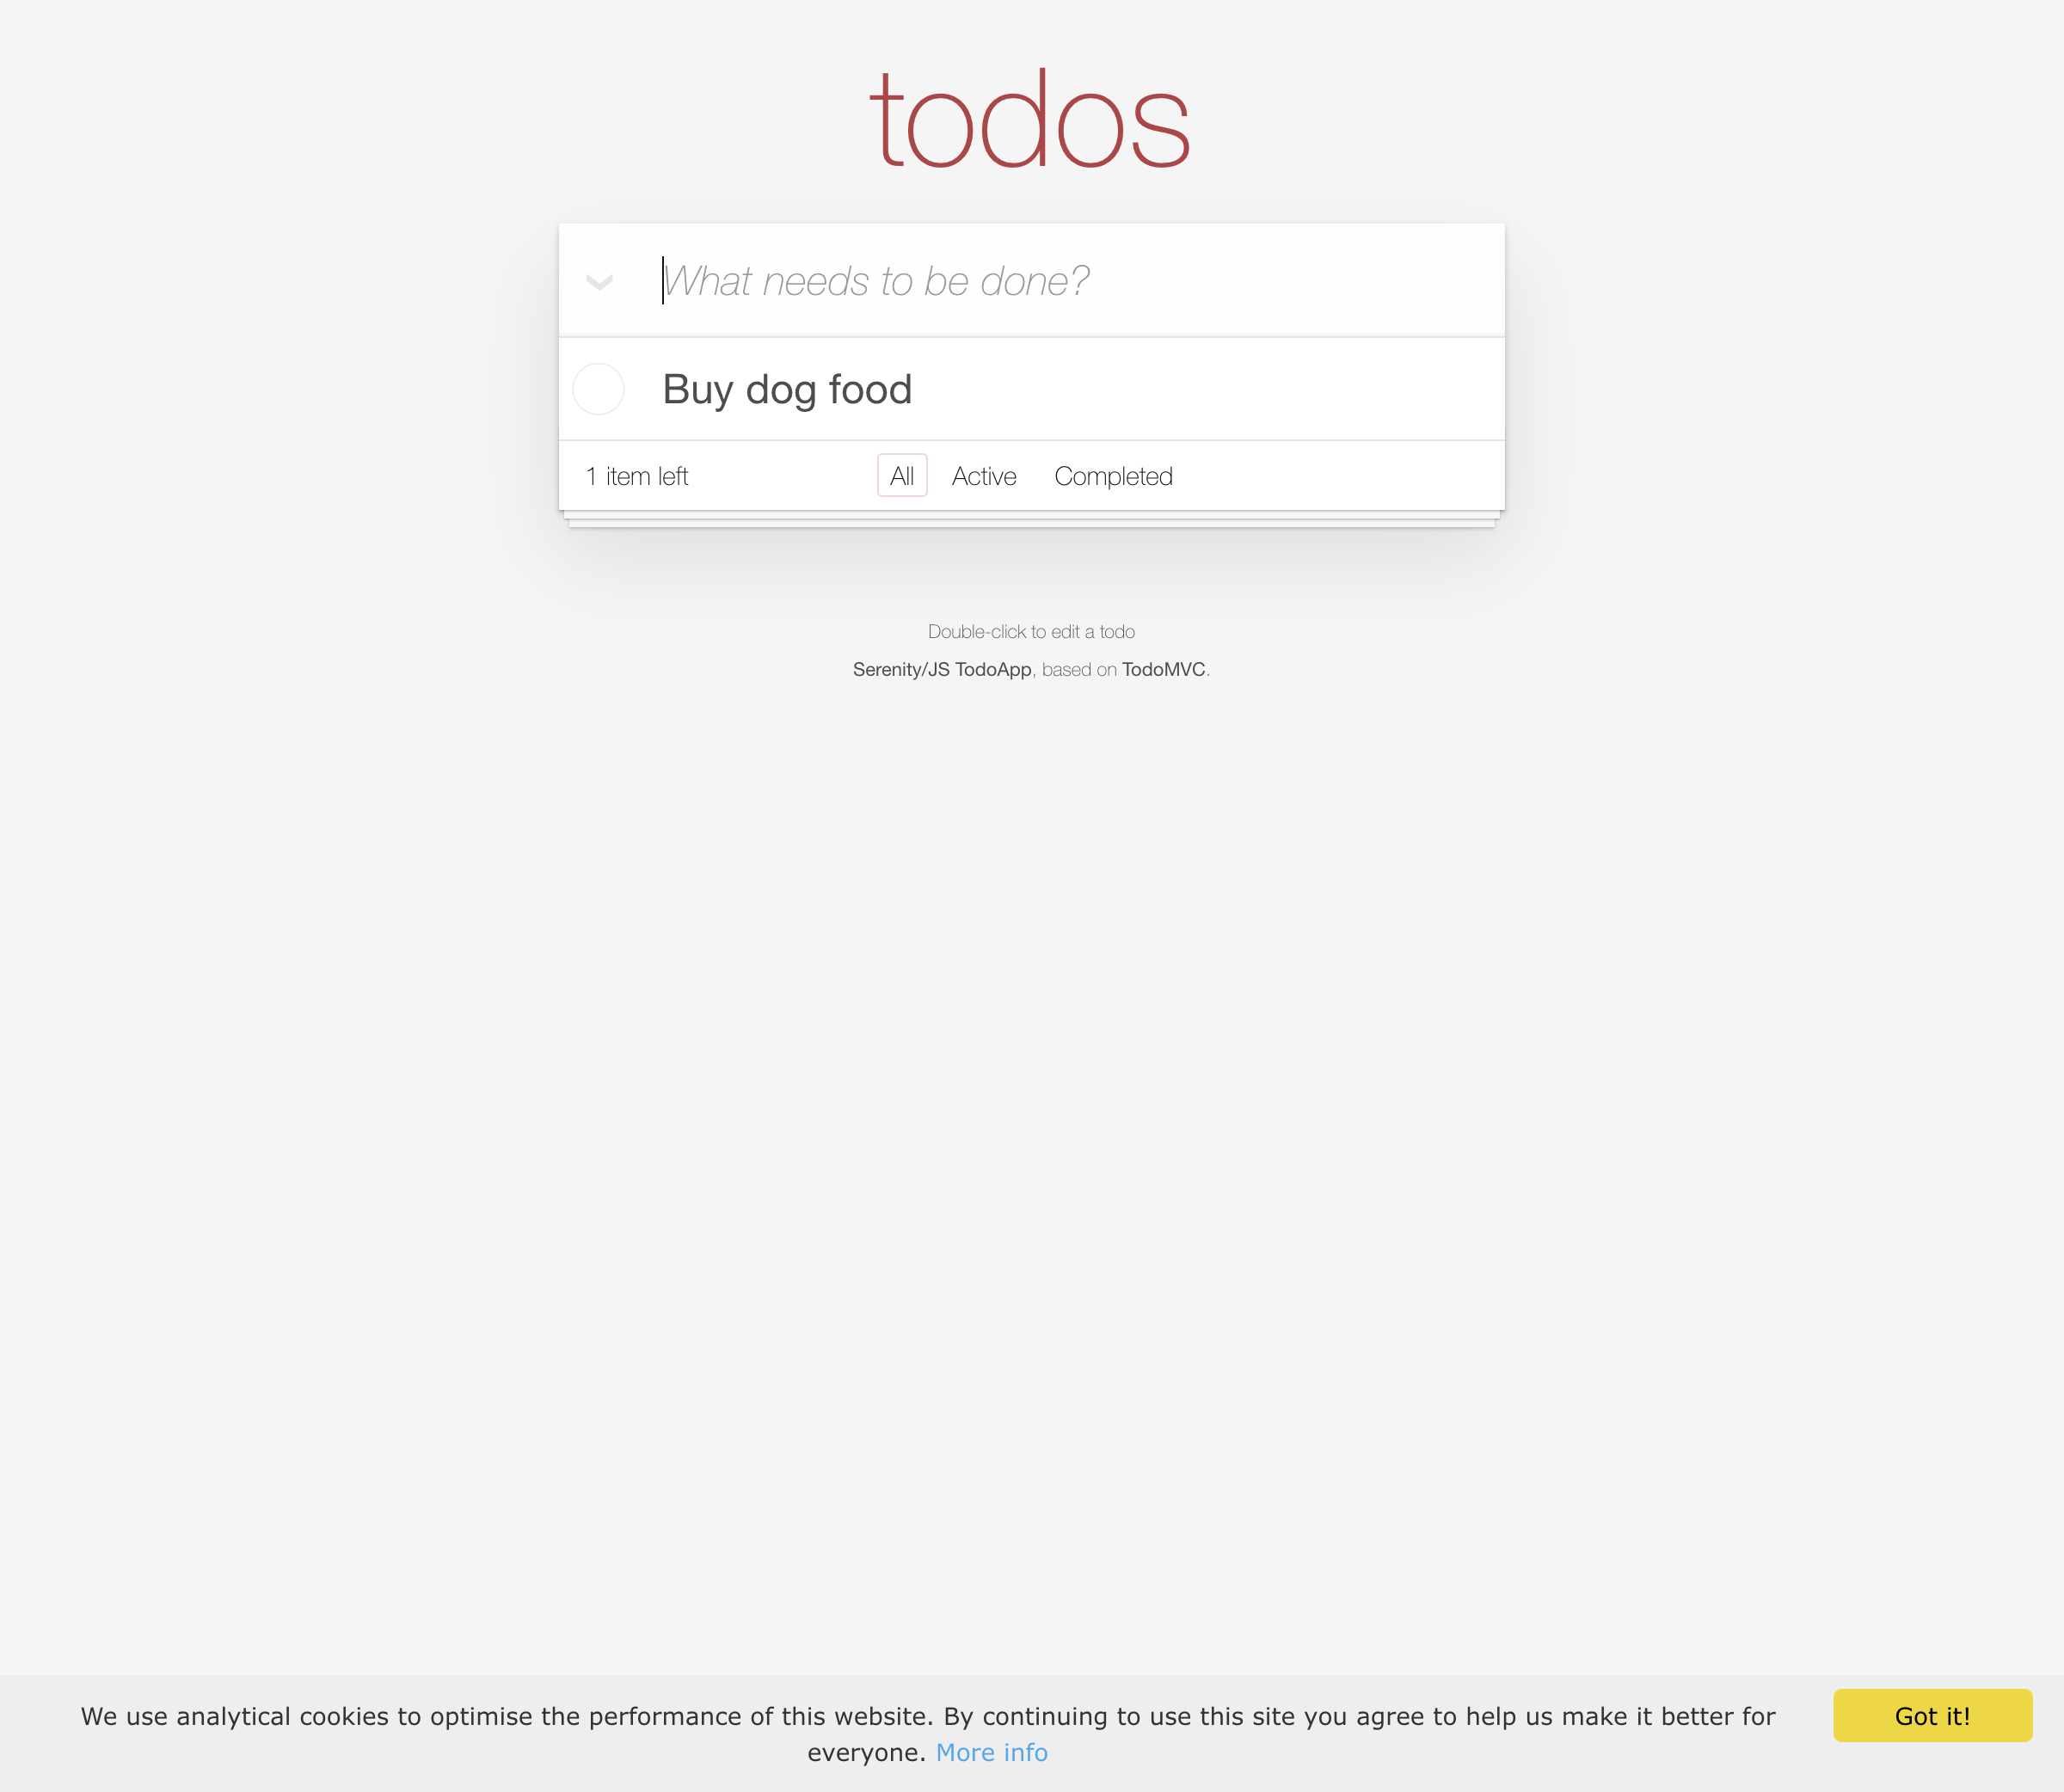 todos
What needs to be done?
Buy dog food
1 item left All Active Completed
Double-click to edit a todo
Serenity/JS TodoApp, based on TodoMVC.
We use analytical cookies to optimise the performance of this website. By continuing to use this site you agree to help us make it better for
everyone. More info
Got it!